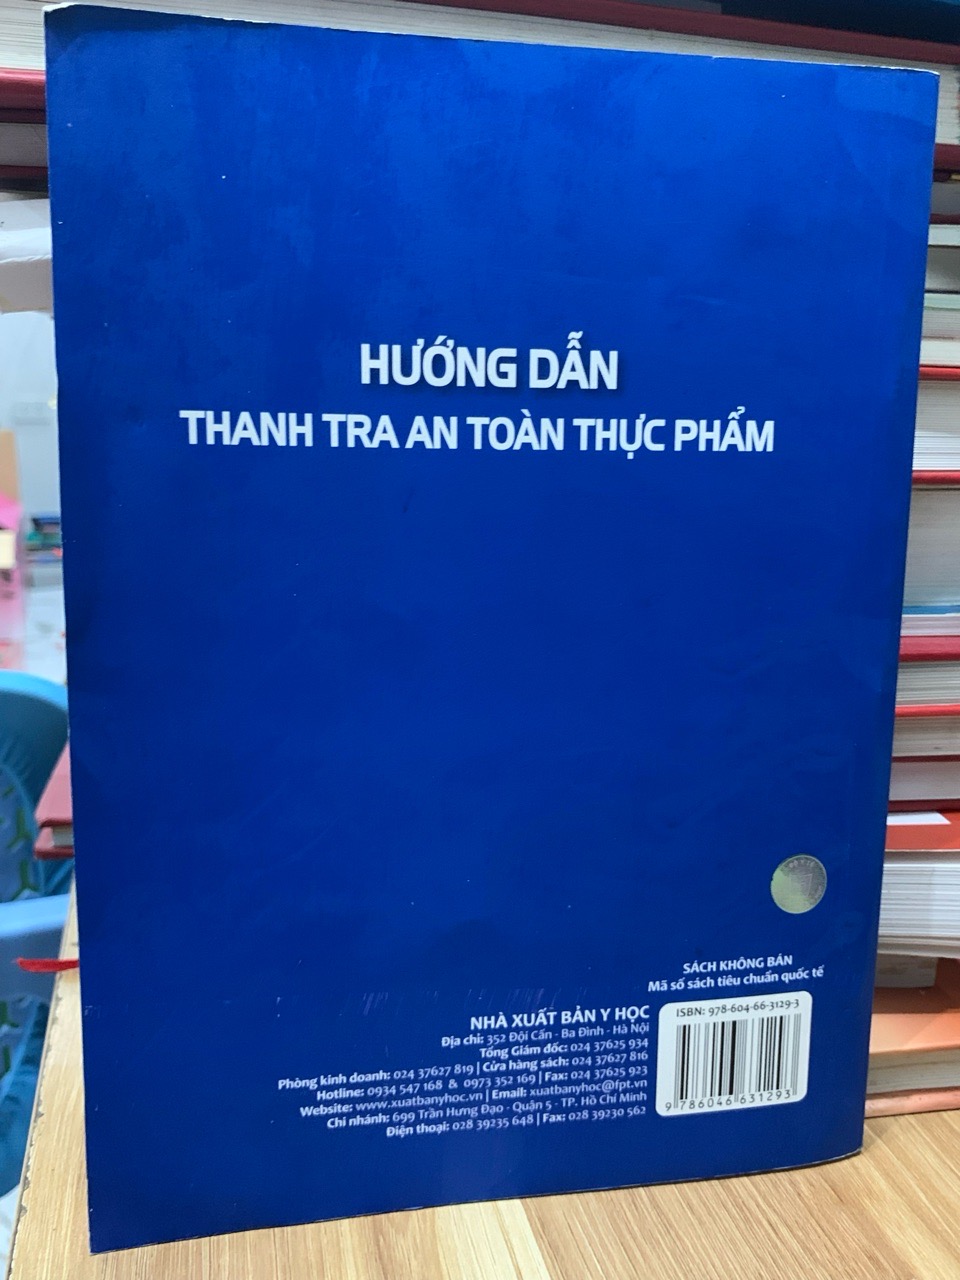 HƯỚNG DẪN
THANH TRA AN TOÀN THỰC PHẨM
SÁCH KHÔNG BÁN
Mã số sách tiêu chuẩn quốc tế
ISBN: 978-604-66-3129-3
9 786046 631293
NHÀ XUẤT BẢN Y HỌC
Địa chỉ: 352 Đội Cấn - Ba Đình - Hà Nội
Tổng Giám đốc: 024 37625 934
Phòng kinh doanh: 024 37627 819 | Cửa hàng sách: 024 37627 816
Hotline: 0934 547 168 & 0973 352 169 | Fax: 024 37625 923
Website: www.xuatbanyhoc.vn | Email: xuatbanyhoc@fpt.vn
Chi nhánh: 699 Trần Hưng Đạo - Quận 5 - TP. Hồ Chí Minh
Điện thoại: 028 39235 648 | Fax: 028 39230 562